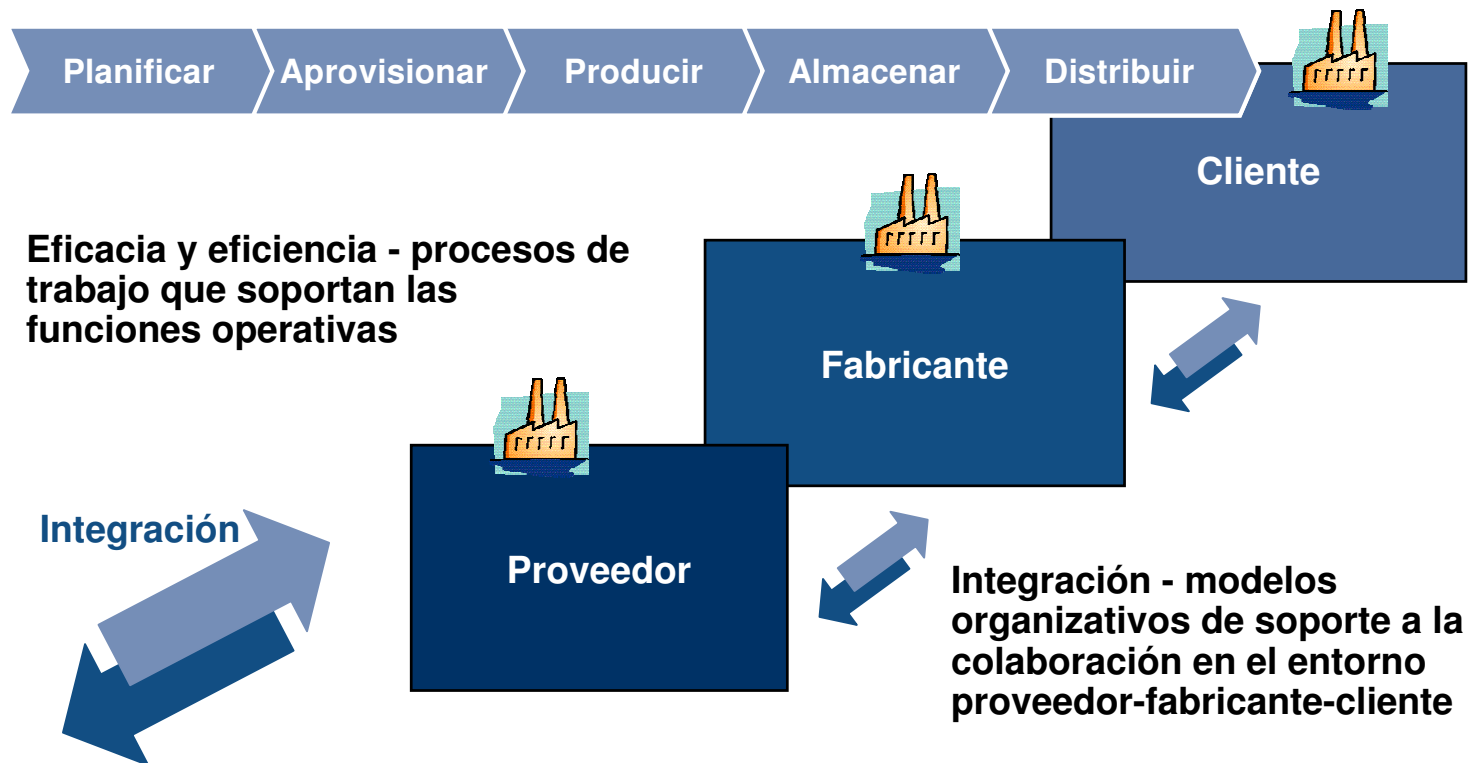 Planificar
Aprovisionar
Producir
Almacenar
Distribuir
Cliente
Eficacia y eficiencia - procesos de
trabajo que soportan las
funciones operativas
Fabricante
Integración
Proveedor
Integración - modelos
organizativos de soporte a la
colaboración en el entorno
proveedor-fabricante-cliente